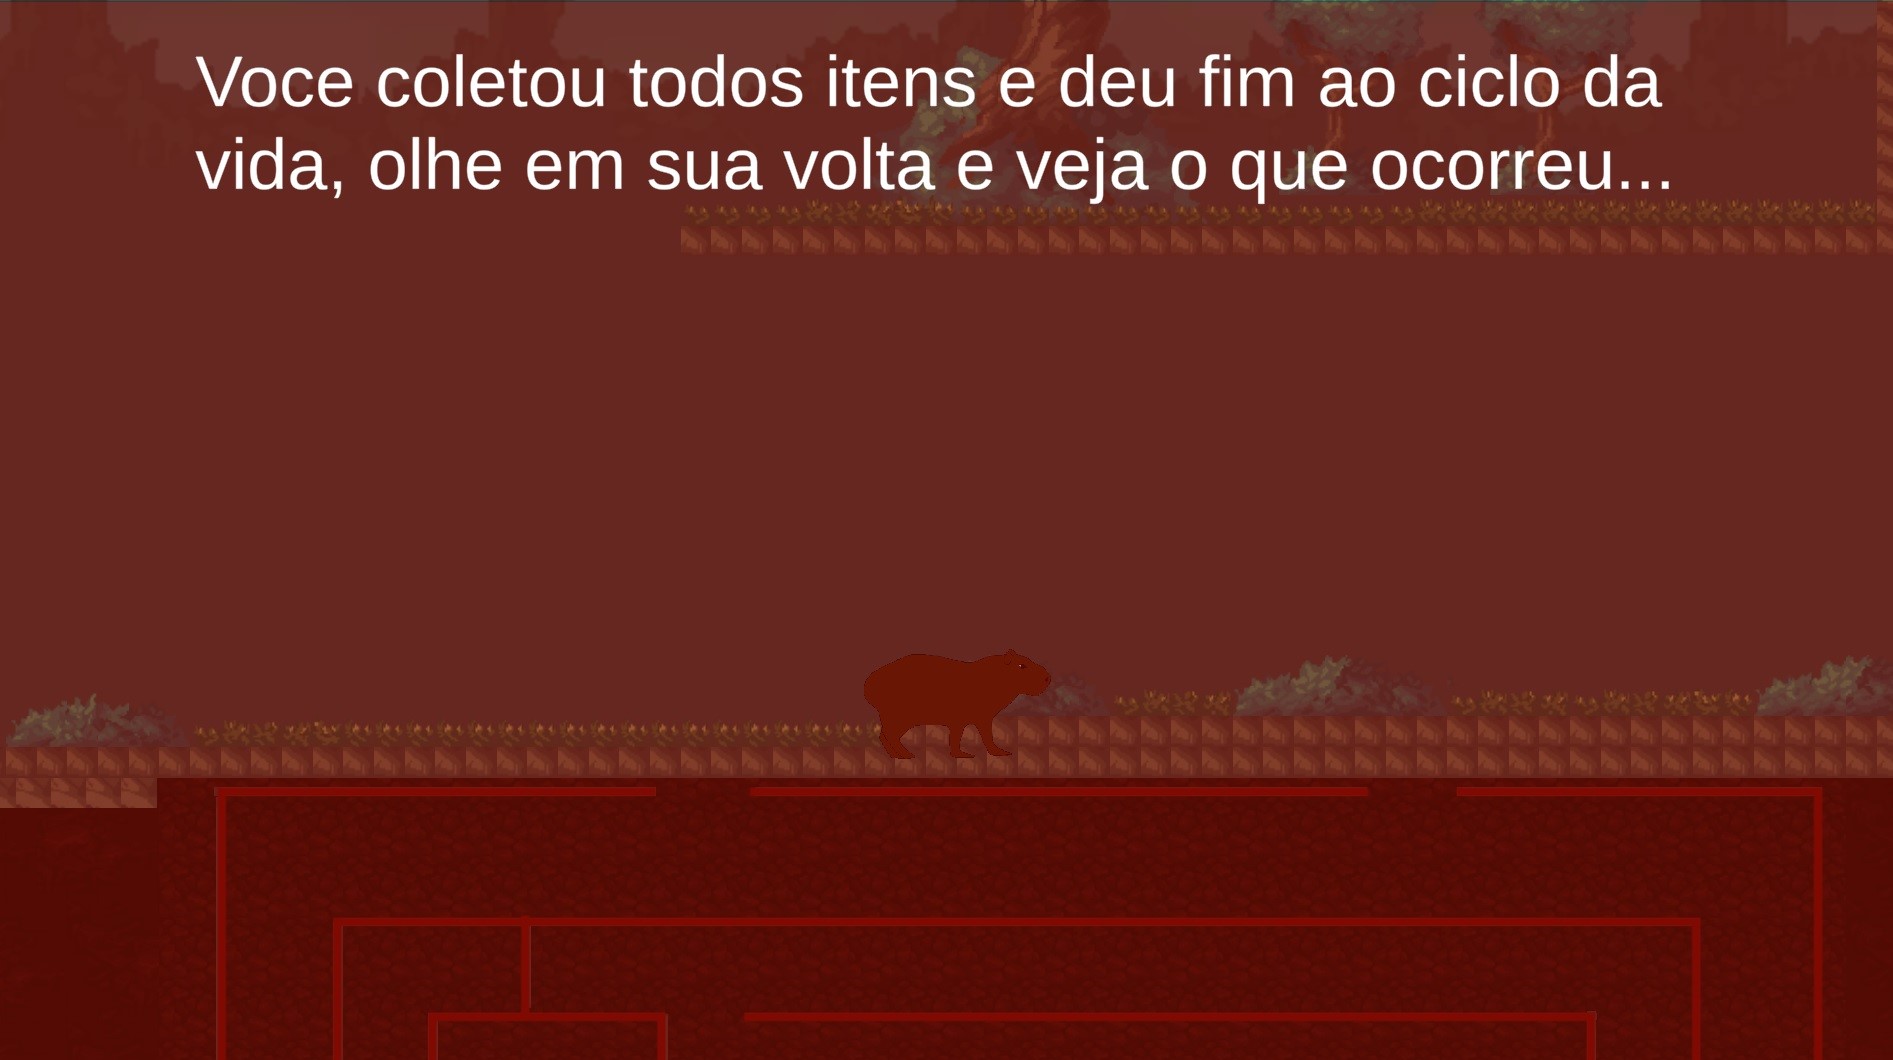 Voce coletou todos itens e deu fim ao ciclo da
vida, olhe em sua volta e veja o que ocorreu...